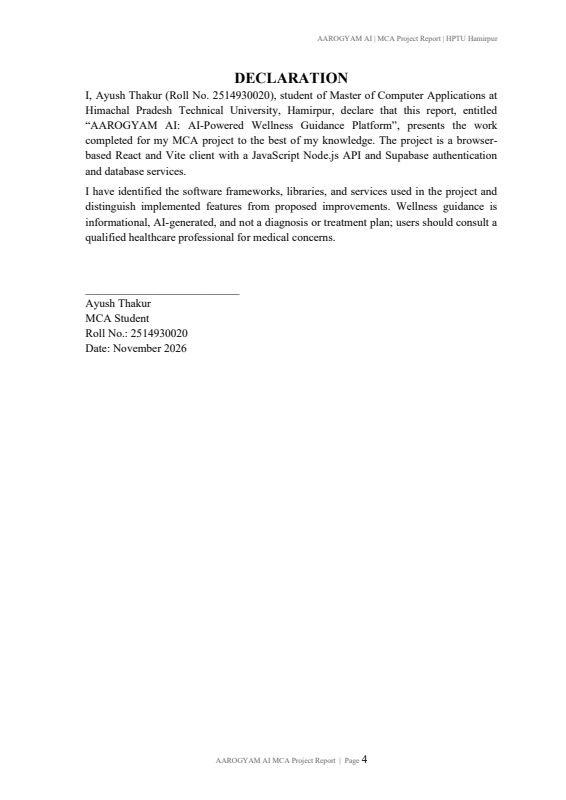 AAROGYAM AI | MCA Project Report | HPTU Hamirpur
DECLARATION
I, Ayush Thakur (Roll No. 2514930020), student of Master of Computer Applications at
Himachal Pradesh Technical University, Hamirpur, declare that this report, entitled
“AAROGYAM AI: AI-Powered Wellness Guidance Platform”, presents the work
completed for my MCA project to the best of my knowledge. The project is a browser-
based React and Vite client with a JavaScript Node.js API and Supabase authentication
and database services.
I have identified the software frameworks, libraries, and services used in the project and
distinguish implemented features from proposed improvements. Wellness guidance is
informational, AI-generated, and not a diagnosis or treatment plan; users should consult a
qualified healthcare professional for medical concerns.
Ayush Thakur
MCA Student
Roll No.: 2514930020
Date: November 2026
AAROGYAM AI MCA Project Report | Page 4